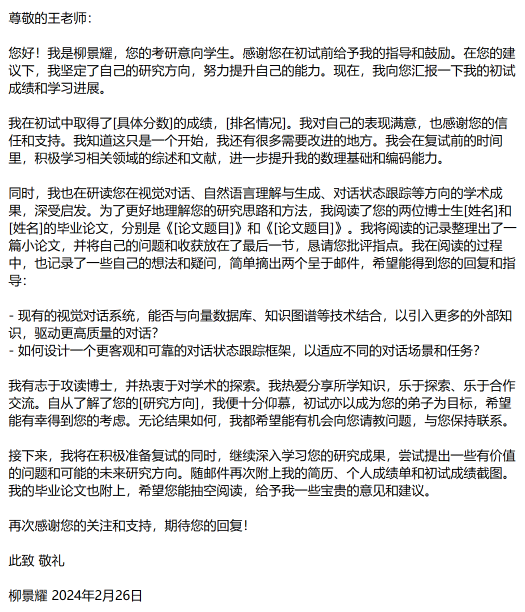 尊敬的王老师：
您好！我是柳景耀，您的考研意向学生。感谢您在初试前给予我的指导和鼓励。在您的建
议下，我坚定了自己的研究方向，努力提升自己的能力。现在，我向您汇报一下我的初试
成绩和学习进展。
我在初试中取得了[具体分数]的成绩，[排名情况]。我对自己的表现满意，也感谢您的信
任和支持。我知道这只是一个开始，我还有很多需要改进的地方。我会在复试前的时间
里，积极学习相关领域的综述和文献，进一步提升我的数理基础和编码能力。
同时，我也在研读您在视觉对话、自然语言理解与生成、对话状态跟踪等方向的学术成
果，深受启发。为了更好地理解您的研究思路和方法，我阅读了您的两位博士生[姓名]和
[姓名]的毕业论文，分别是《[论文题目]》和《[论文题目]》。我将阅读的记录整理出了一
篇小论文，并将自己的问题和收获放在了最后一节，恳请您批评指点。我在阅读的过程
中，也记录了一些自己的想法和疑问，简单摘出两个呈于邮件，希望能得到您的回复和指
导：
- 现有的视觉对话系统，能否与向量数据库、知识图谱等技术结合，以引入更多的外部知
识，驱动更高质量的对话？
- 如何设计一个更客观和可靠的对话状态跟踪框架，以适应不同的对话场景和任务？
我有志于攻读博士，并热衷于对学术的探索。我热爱分享所学知识，乐于探索、乐于合作
交流。自从了解了您的[研究方向]，我便十分仰慕，初试亦以成为您的弟子为目标，希望
能有幸得到您的考虑。无论结果如何，我都希望能有机会向您请教问题，与您保持联系。
接下来，我将在积极准备复试的同时，继续深入学习您的研究成果，尝试提出一些有价值
的问题和可能的未来研究方向。随邮件再次附上我的简历、个人成绩单和初试成绩截图。
我的毕业论文也附上，希望您能抽空阅读，给予我一些宝贵的意见和建议。
再次感谢您的关注和支持，期待您的回复！
此致 敬礼
柳景耀 2024年2月26日